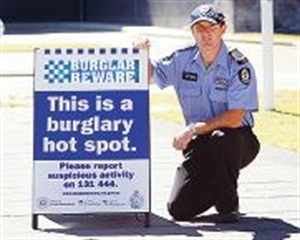 BURGLAR
BEWARE
This is a
burglary
hot spot.
Please report
suspicious activity
on 131 444.